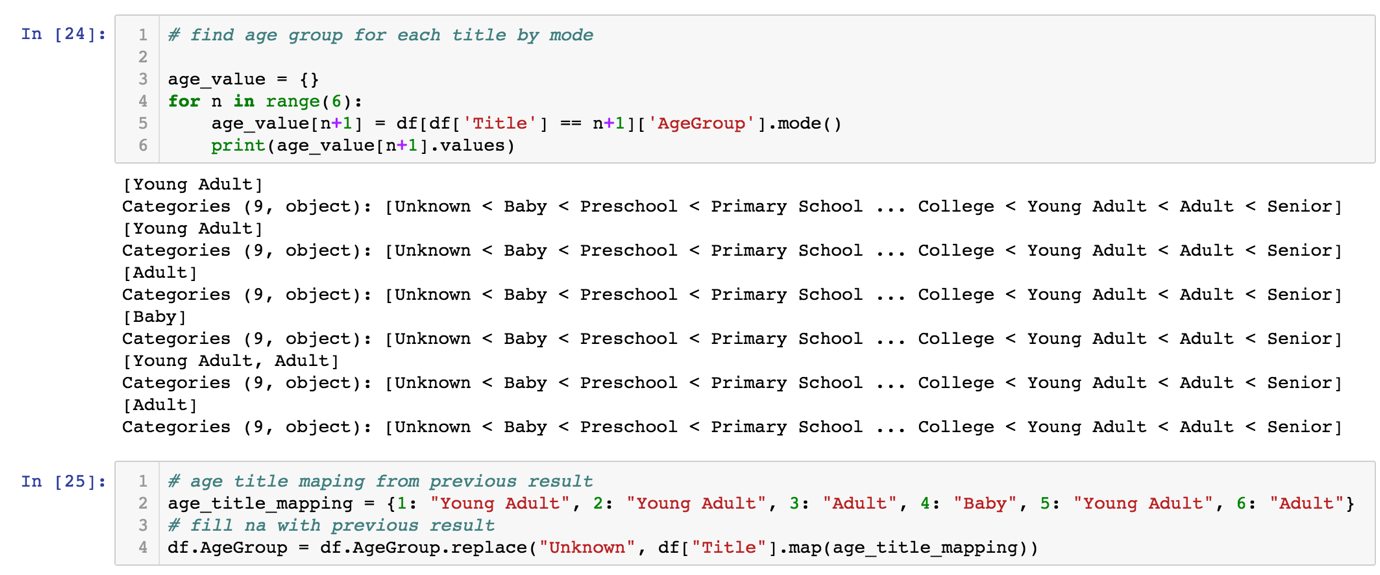 In [24]:
1 # find age group for each title by mode
2
3 age_value = {}
4 for n in range(6):
5     age_value[n+1] = df[df['Title'] == n+1]['AgeGroup'].mode()
6     print(age_value[n+1].values)
[Young Adult]
Categories (9, object): [Unknown < Baby < Preschool < Primary School ... College < Young Adult < Adult < Senior]
[Young Adult]
Categories (9, object): [Unknown < Baby < Preschool < Primary School ... College < Young Adult < Adult < Senior]
[Adult]
Categories (9, object): [Unknown < Baby < Preschool < Primary School ... College < Young Adult < Adult < Senior]
[Baby]
Categories (9, object): [Unknown < Baby < Preschool < Primary School ... College < Young Adult < Adult < Senior]
[Young Adult, Adult]
Categories (9, object): [Unknown < Baby < Preschool < Primary School ... College < Young Adult < Adult < Senior]
[Adult]
Categories (9, object): [Unknown < Baby < Preschool < Primary School ... College < Young Adult < Adult < Senior]
In [25]:
1 # age title maping from previous result
2 age_title_mapping = {1: "Young Adult", 2: "Young Adult", 3: "Adult", 4: "Baby", 5: "Young Adult", 6: "Adult"}
3 # fill na with previous result
4 df.AgeGroup = df.AgeGroup.replace("Unknown", df["Title"].map(age_title_mapping))